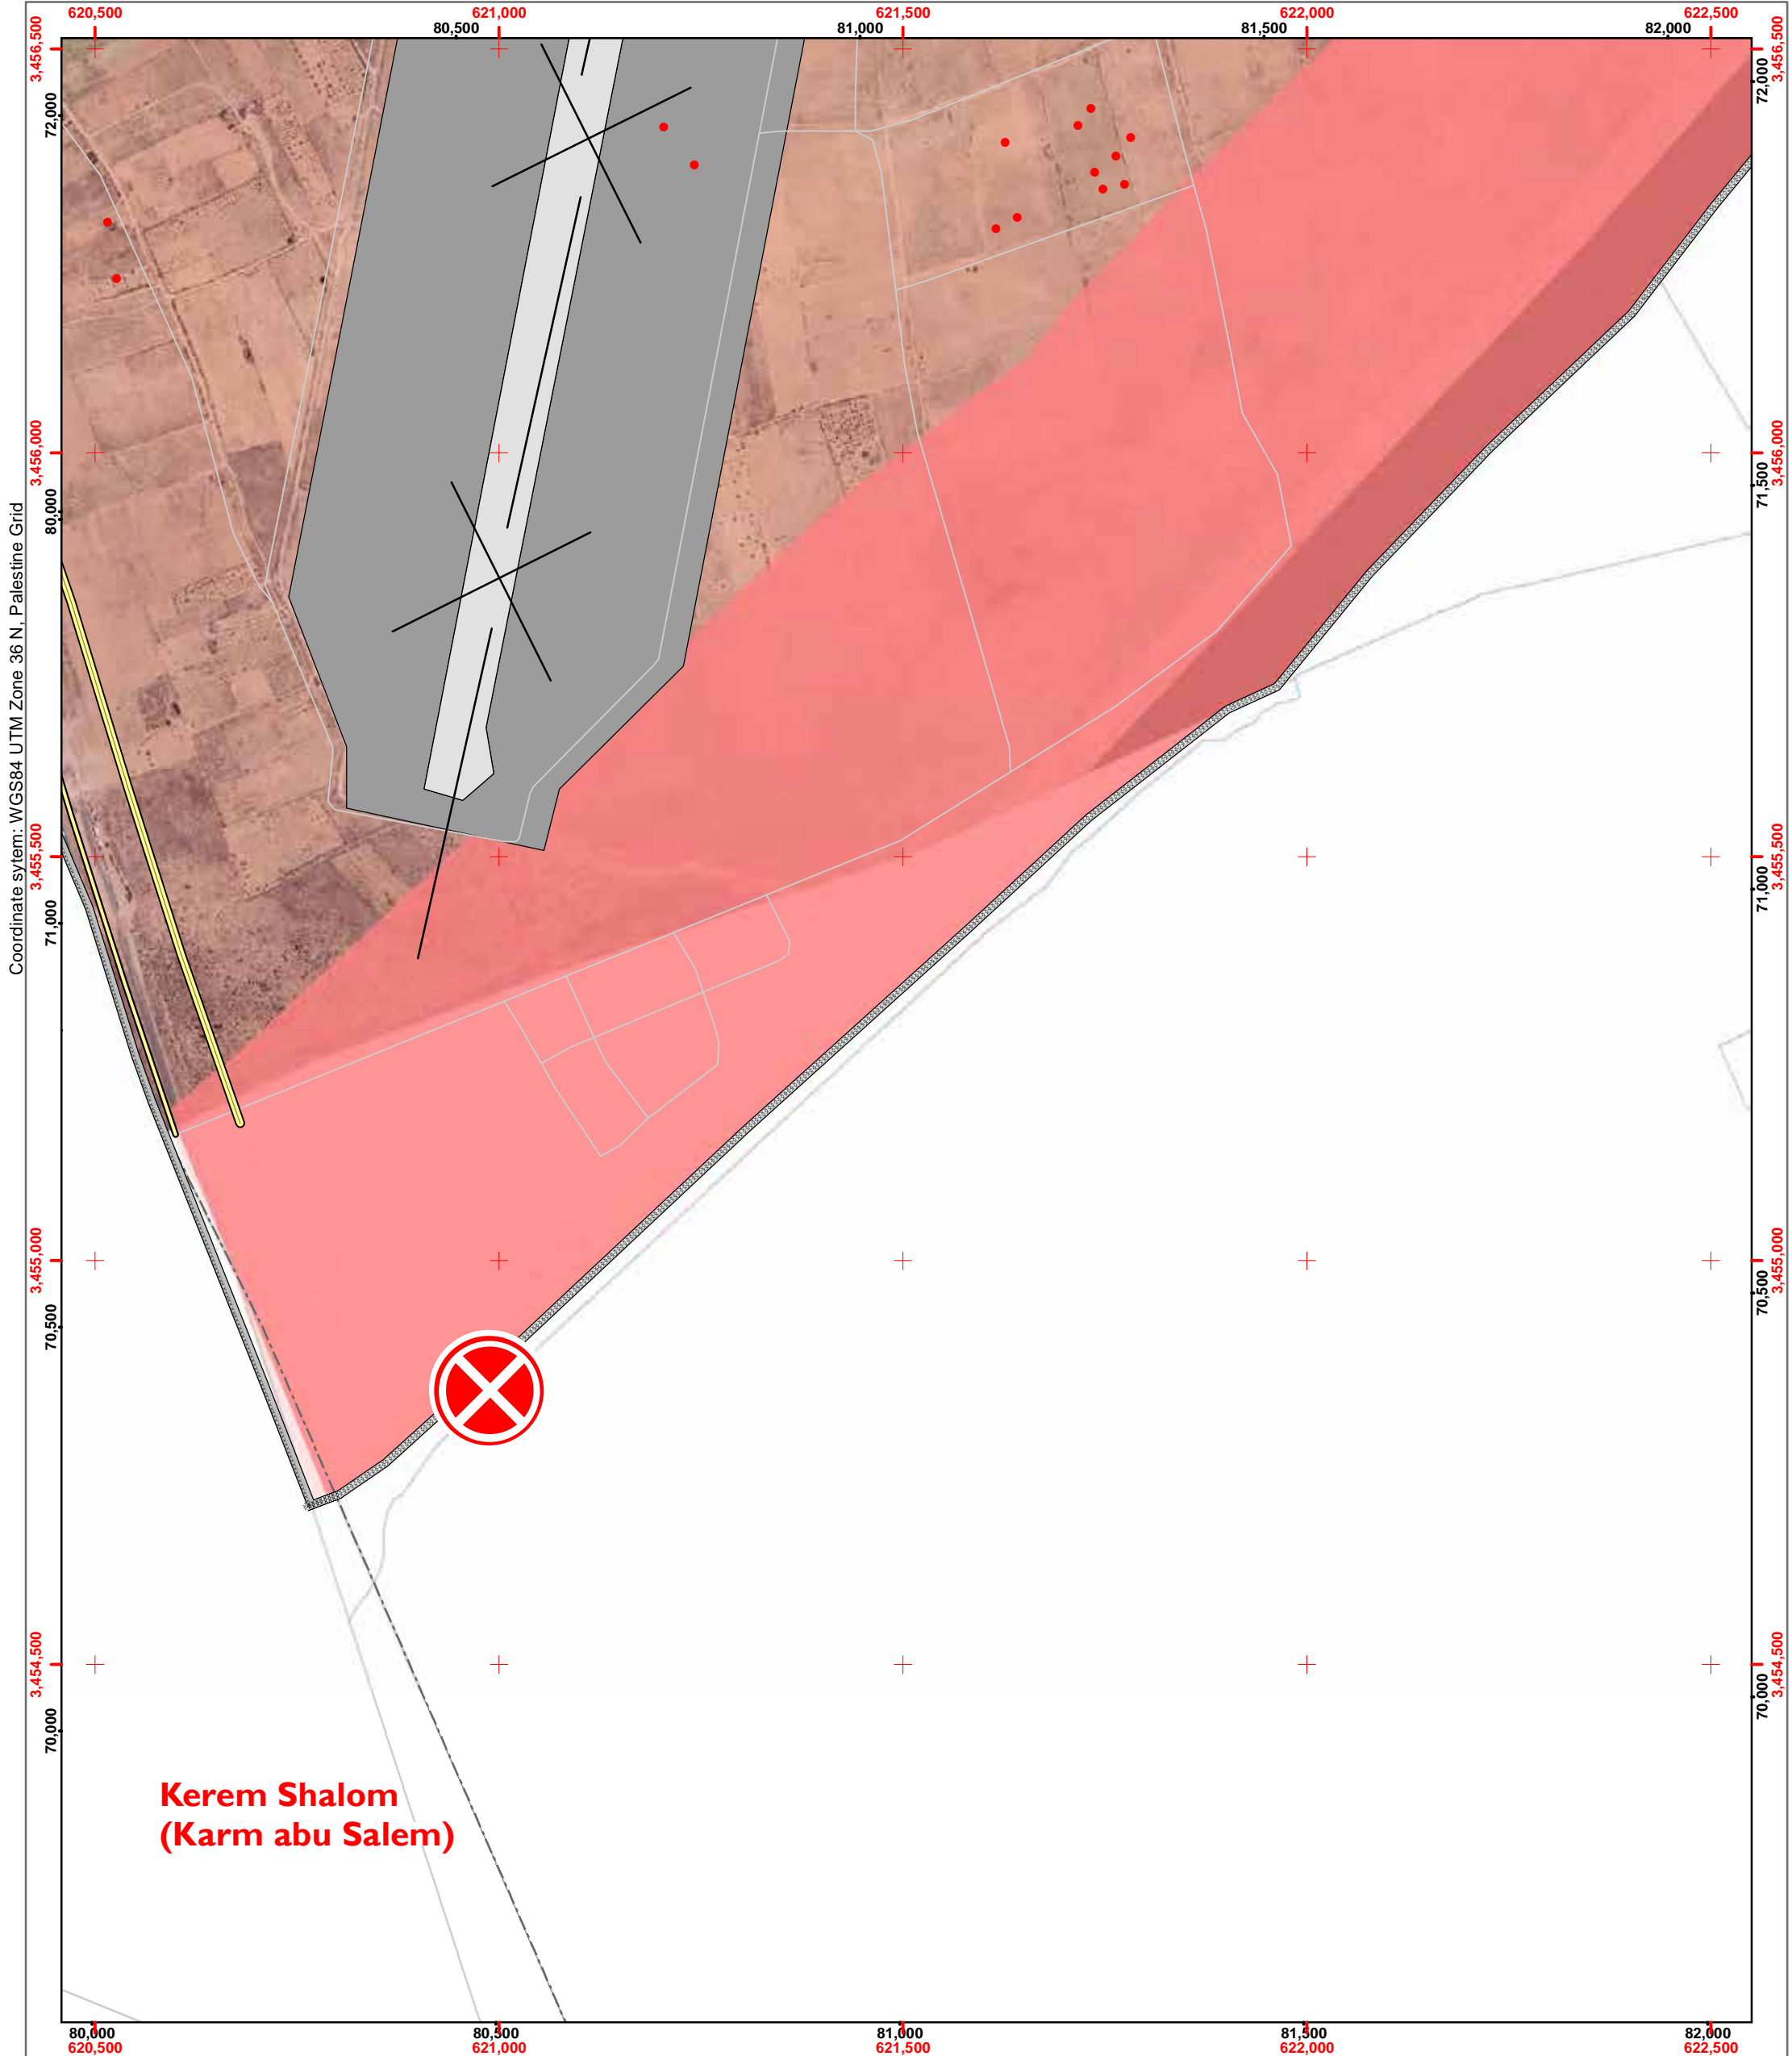 620,500 621,000 621,500 622,000 622,500
80,500 81,000 81,500 82,000
3,456,500
72,000
3,456,000
80,000
3,455,500
71,000
3,455,000
70,500
3,454,500
70,000
Coordinate sytem: WGS84 UTM Zone 36 N, Palestine Grid
72,000
3,456,500
71,500
3,456,000
71,000
3,455,500
70,500
3,455,000
70,000
3,454,500
Kerem Shalom
(Karm abu Salem)
80,000 80,500 81,000 81,500 82,000
620,500 621,000 621,500 622,000 622,500